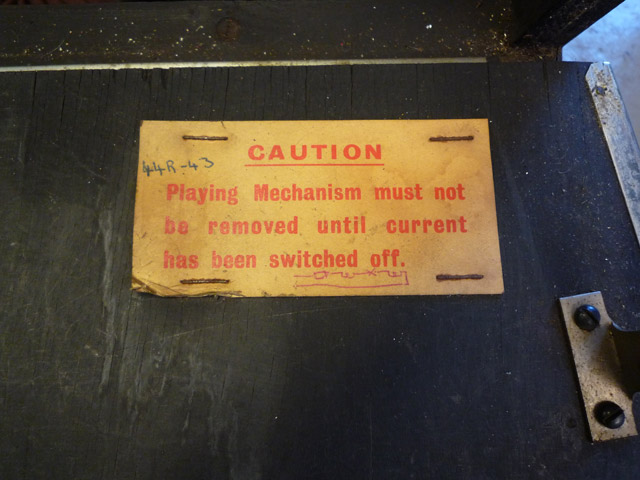 CAUTION
44R-43
Playing Mechanism must not
be removed until current
has been switched off.